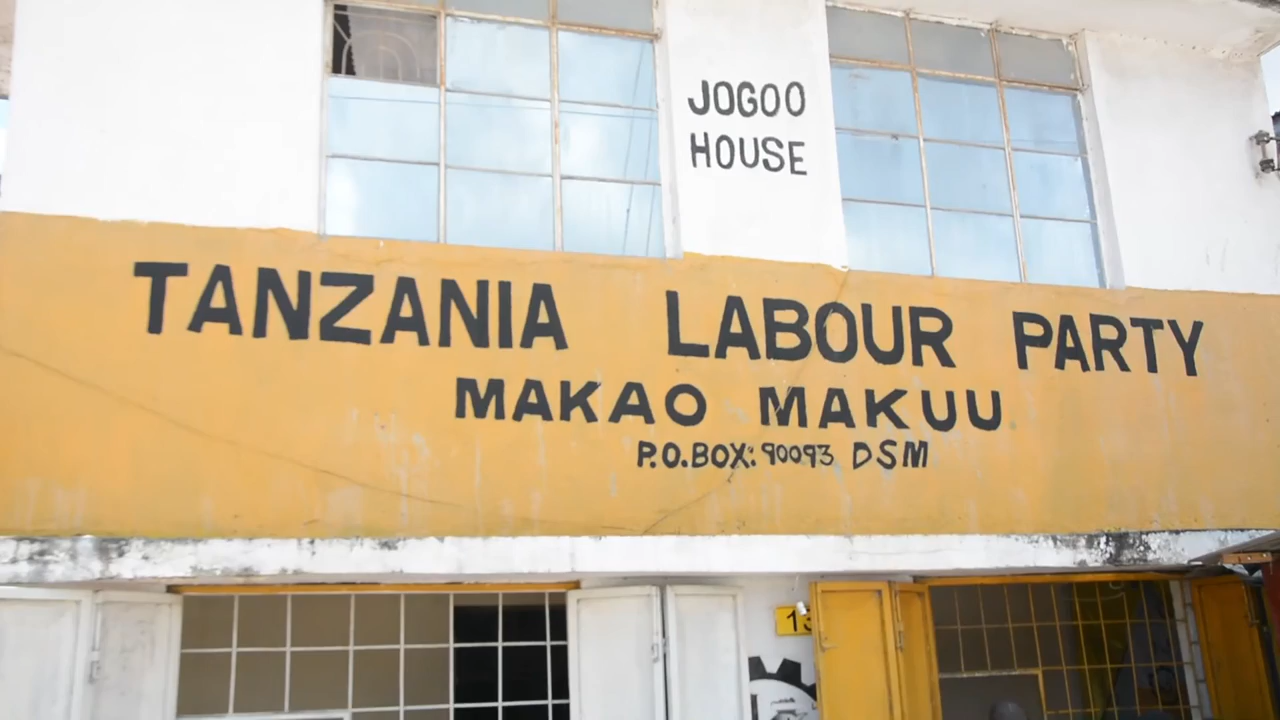 JOGOO
HOUSE
TANZANIA LABOUR PARTY
MAKAO MAKUU
P.O.BOX: 90093 DSM